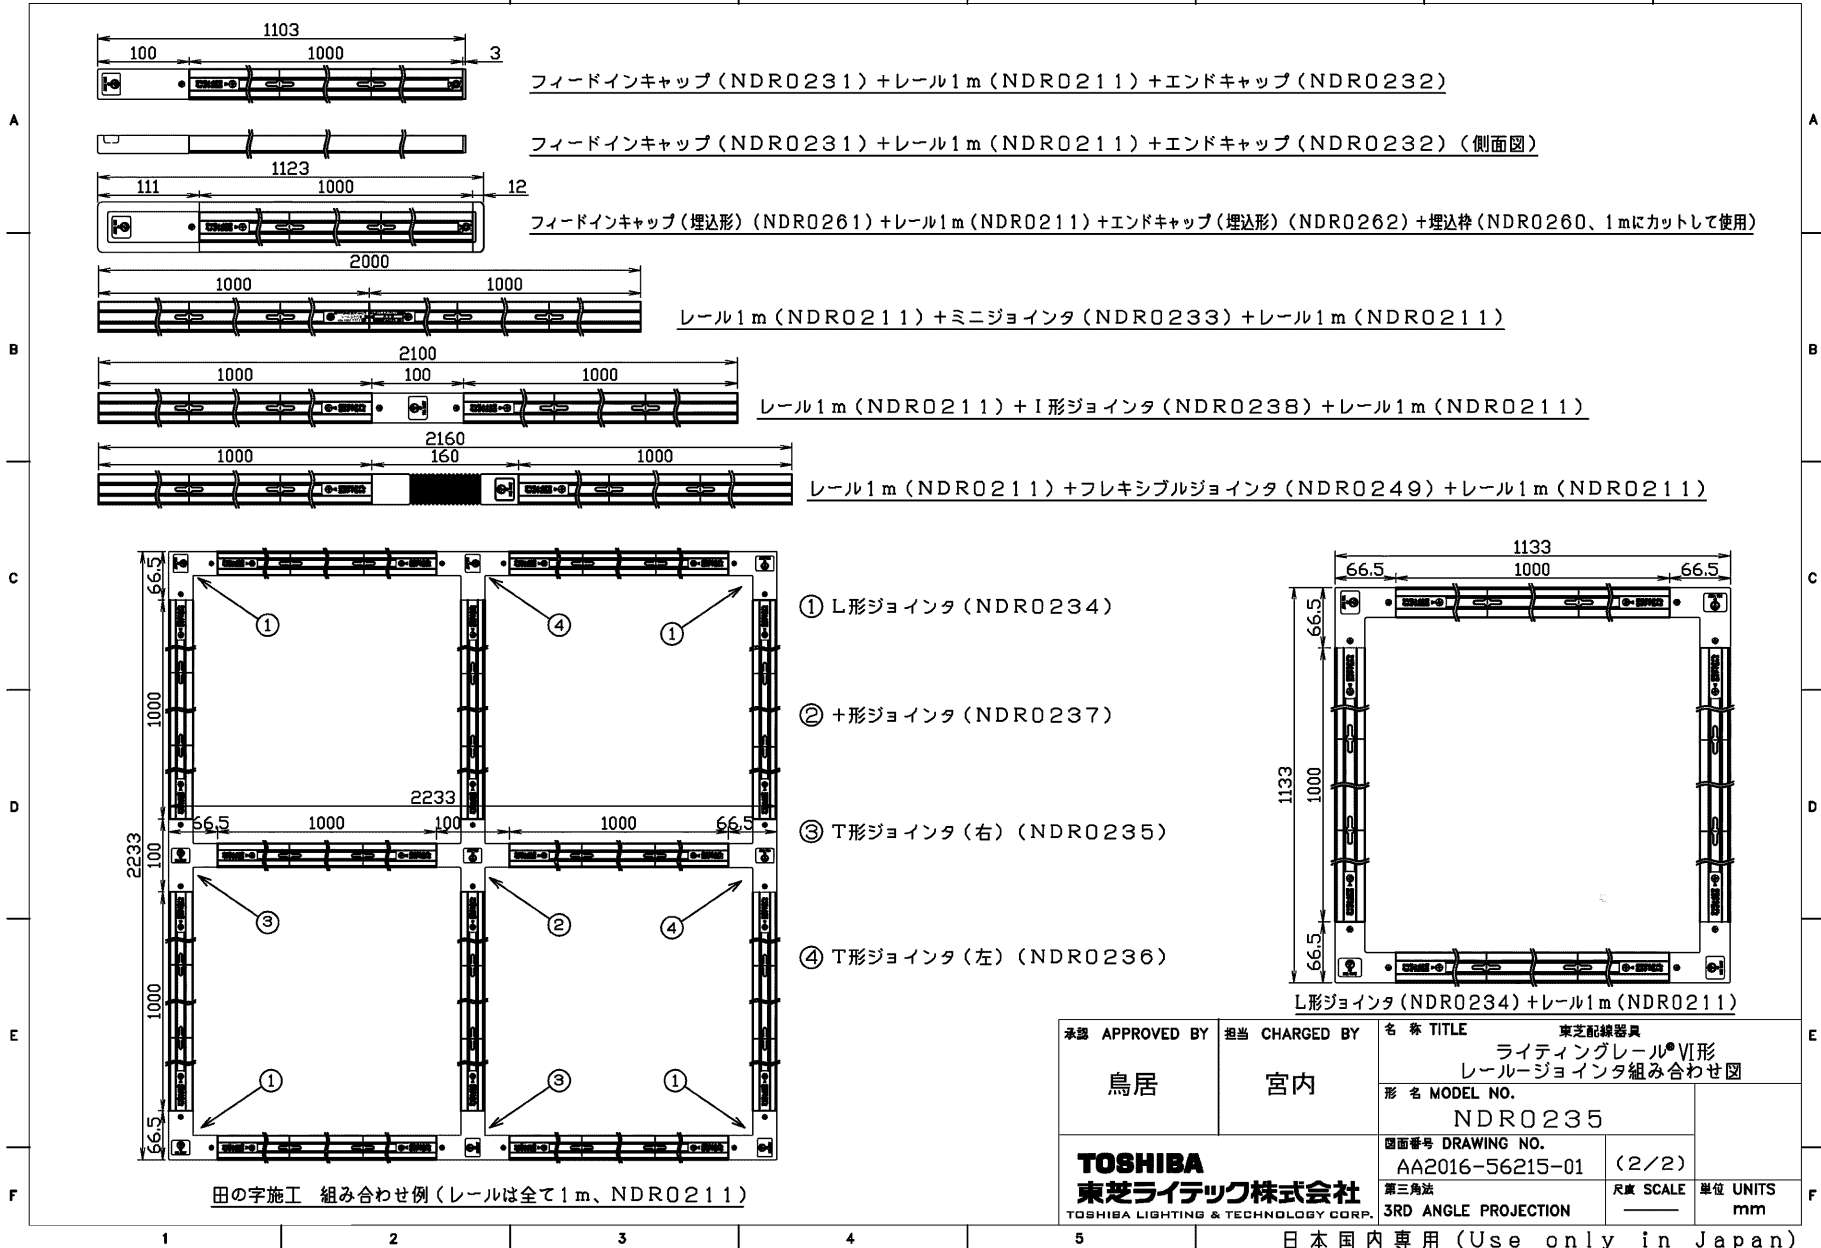 1103
100 1000 3
フィードインキャップ(NDR0231)+レール1m(NDR0211)+エンドキャップ(NDR0232)
A A
フィードインキャップ(NDR0231)+レール1m(NDR0211)+エンドキャップ(NDR0232)(側面図)
1123
111 1000 12
フィードインキャップ(埋込形)(NDR0261)+レール1m(NDR0211)+エンドキャップ(埋込形)(NDR0262)+埋込枠(NDR0260、1mにカットして使用)
2000
1000 1000
レール1m(NDR0211)+ミニジョインタ(NDR0233)+レール1m(NDR0211)
B B
2100
1000 100 1000
レール1m(NDR0211)+I形ジョインタ(NDR0238)+レール1m(NDR0211)
2160
1000 160 1000
レール1m(NDR0211)+フレキシブルジョインタ(NDR0249)+レール1m(NDR0211)
C C
66.5
1000
100
1000
66.5
2233
2233
66.5 1000 100 1000 66.5
① ④ ①
③ ② ④
① ③ ①
① L形ジョインタ(NDR0234)
② +形ジョインタ(NDR0237)
③ T形ジョインタ(右)(NDR0235)
④ T形ジョインタ(左)(NDR0236)
D D
田の字施工 組み合わせ例(レールは全て1m、NDR0211)
1133
66.5 1000 66.5
66.5
1000
66.5
1133
L形ジョインタ(NDR0234)+レール1m(NDR0211)
E E
承認 APPROVED BY
鳥居
担当 CHARGED BY
宮内
名 称 TITLE
東芝配線器具
ライティングレール®VI形
レールージョインタ組み合わせ図
形 名 MODEL NO.
NDR0235
図面番号 DRAWING NO.
AA2016-56215-01 (2/2)
第三角法
3RD ANGLE PROJECTION
尺度 SCALE
単位 UNITS
mm
TOSHIBA
東芝ライテック株式会社
TOSHIBA LIGHTING & TECHNOLOGY CORP.
F F
1 2 3 4 5
日本国内専用(Use only in Japan)